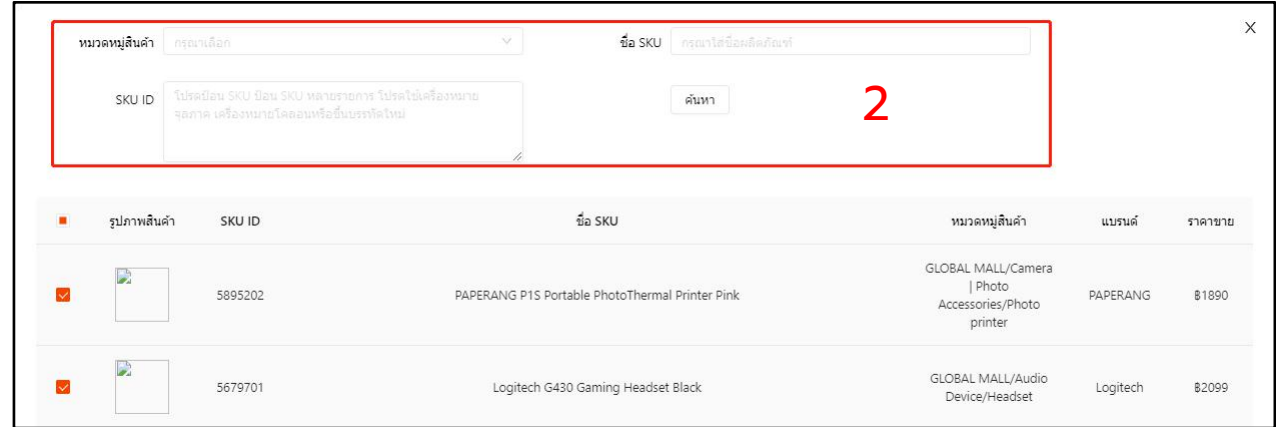 X
หมวดหมู่สินค้า กรุณาเลือก ชื่อ SKU กรุณาใส่ชื่อผลิตภัณฑ์
SKU ID โปรดป้อน SKU ป้อน SKU หลายรายการ โปรดใช้เครื่องหมาย
จุลภาค เครื่องหมายโคลอนหรือขึ้นบรรทัดใหม่
ค้นหา
2
รูปภาพสินค้า SKU ID ชื่อ SKU หมวดหมู่สินค้า แบรนด์ ราคาขาย
5895202 PAPERANG P1S Portable PhotoThermal Printer Pink
GLOBAL MALL/Camera
| Photo
Accessories/Photo
printer
PAPERANG ฿1890
5679701 Logitech G430 Gaming Headset Black
GLOBAL MALL/Audio
Device/Headset
Logitech ฿2099